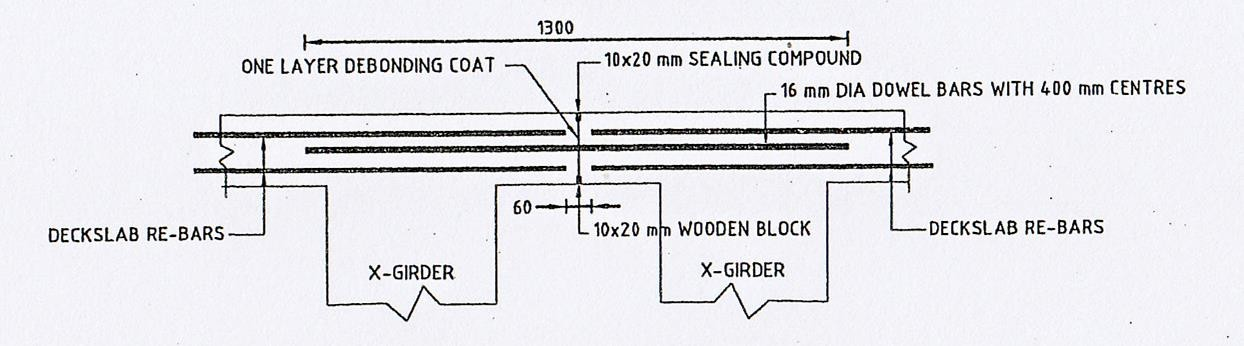 1300
ONE LAYER DEBONDING COAT
10x20 mm SEALING COMPOUND
16 mm DIA DOWEL BARS WITH 400 mm CENTRES
60
10x20 mm WOODEN BLOCK
DECKSLAB RE-BARS
DECKSLAB RE-BARS
X-GIRDER
X-GIRDER